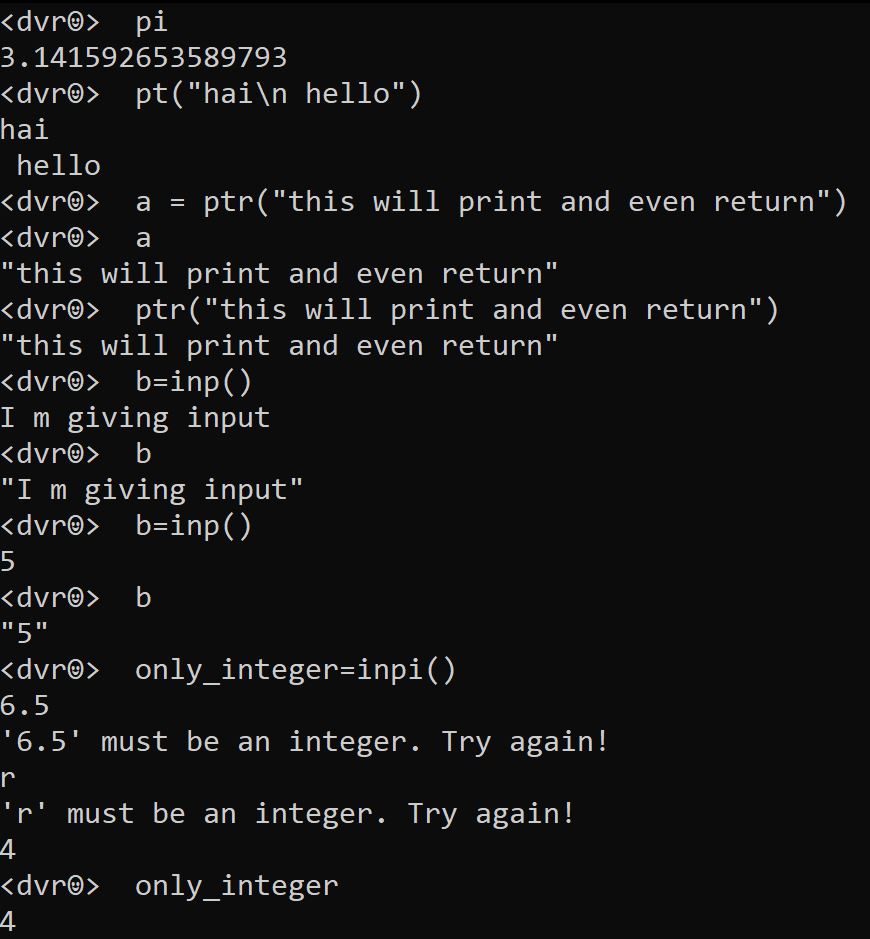 <dvr☺>  pi
3.141592653589793
<dvr☺>  pt("hai\n hello")
hai
 hello
<dvr☺>  a = ptr("this will print and even return")
<dvr☺>  a
"this will print and even return"
<dvr☺>  ptr("this will print and even return")
"this will print and even return"
<dvr☺>  b=inp()
I m giving input
<dvr☺>  b
"I m giving input"
<dvr☺>  b=inp()
5
<dvr☺>  b
"5"
<dvr☺>  only_integer=inpi()
6.5
'6.5' must be an integer. Try again!
r
'r' must be an integer. Try again!
4
<dvr☺>  only_integer
4